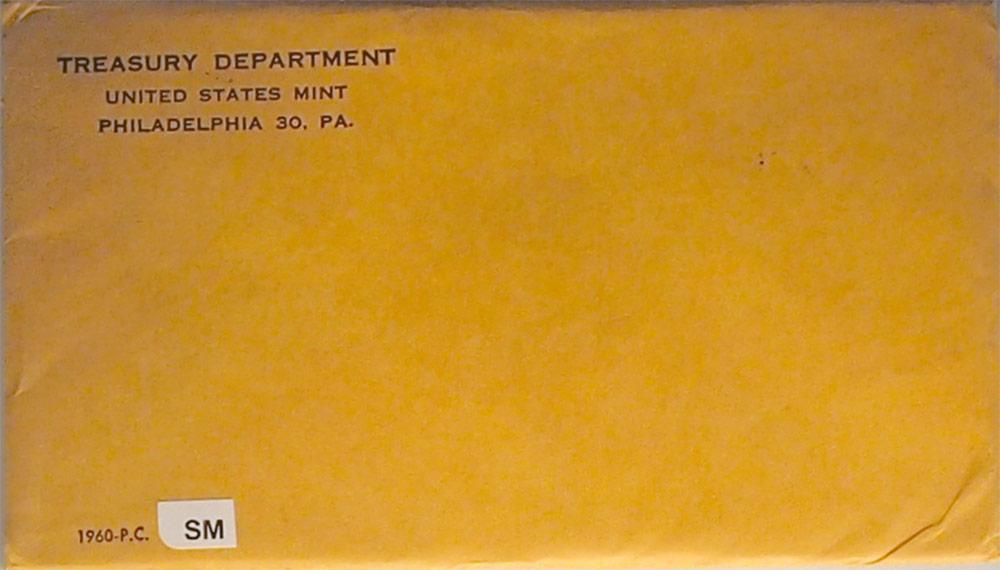 TREASURY DEPARTMENT
UNITED STATES MINT
PHILADELPHIA 30, PA.
1960-P.C. SM